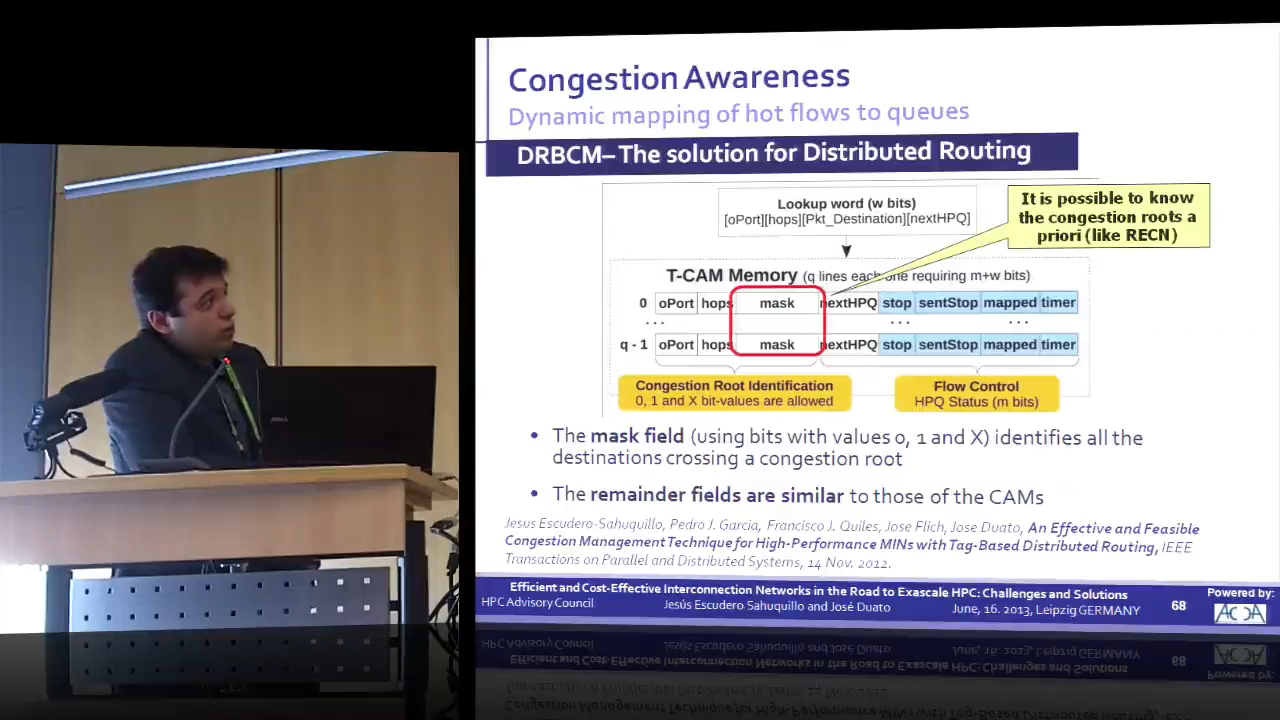 Congestion Awareness
Dynamic mapping of hot flows to queues
DRBCM– The solution for Distributed Routing
Lookup word (w bits)
[oPort][hops][Pkt_Destination][nextHPQ]
It is possible to know
the congestion roots a
priori (like RECN)
T-CAM Memory (q lines each one requiring m+w bits)
0 oPort hops mask nextHPQ stop sentStop mapped timer
... ... ...
q - 1 oPort hops mask nextHPQ stop sentStop mapped timer
Congestion Root Identification
0, 1 and X bit-values are allowed
Flow Control
HPQ Status (m bits)
• The mask field (using bits with values 0, 1 and X) identifies all the
destinations crossing a congestion root
• The remainder fields are similar to those of the CAMs
Jesus Escudero-Sahuquillo, Pedro J. Garcia, Francisco J. Quiles, Jose Flich, Jose Duato, An Effective and Feasible
Congestion Management Technique for High-Performance MINs with Tag-Based Distributed Routing, IEEE
Transactions on Parallel and Distributed Systems, 14 Nov. 2012.
Efficient and Cost-Effective Interconnection Networks in the Road to Exascale HPC: Challenges and Solutions
HPC Advisory Council Jesús Escudero Sahuquillo and José Duato June, 16. 2013, Leipzig GERMANY
68
Powered by: